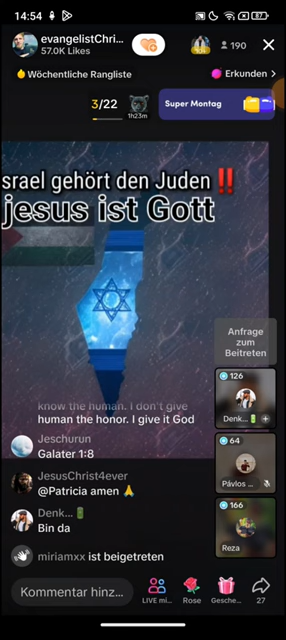 14:54
87
evangelistChri...
57.0K Likes
190
Wöchentliche Rangliste
Erkunden >
3/22
1h23m
Super Montag
srael gehört den Juden ‼️
jesus ist Gott
Anfrage
zum
Beitreten
126
Denk...🔋 +
know the human. I don't give
human the honor. I give it God
Jeschurun
Galater 1:8
64
Pávlos ...
JesusChrist4ever
@Patricia amen 🙏
Denk...🔋
Bin da
166
Reza
miriamxx ist beigetreten
Kommentar hinz...
LIVE mi...
Rose
Gesche...
27